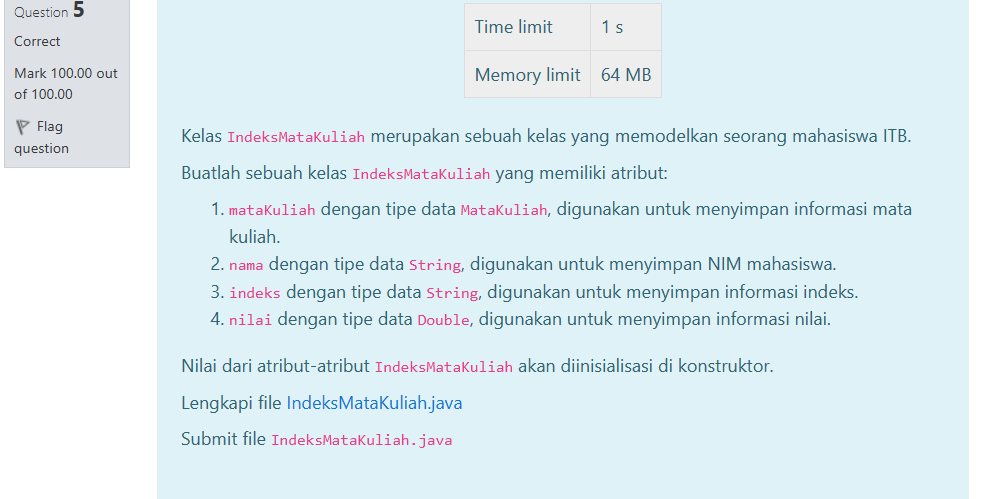 Question 5
Correct
Mark 100.00 out
of 100.00
Flag
question
Time limit 1 s
Memory limit 64 MB
Kelas IndeksMataKuliah merupakan sebuah kelas yang memodelkan seorang mahasiswa ITB.
Buatlah sebuah kelas IndeksMataKuliah yang memiliki atribut:
1. mataKuliah dengan tipe data MataKuliah, digunakan untuk menyimpan informasi mata
kuliah.
2. nama dengan tipe data String, digunakan untuk menyimpan NIM mahasiswa.
3. indeks dengan tipe data String, digunakan untuk menyimpan informasi indeks.
4. nilai dengan tipe data Double, digunakan untuk menyimpan informasi nilai.
Nilai dari atribut-atribut IndeksMataKuliah akan diinisialisasi di konstruktor.
Lengkapi file IndeksMataKuliah.java
Submit file IndeksMataKuliah.java